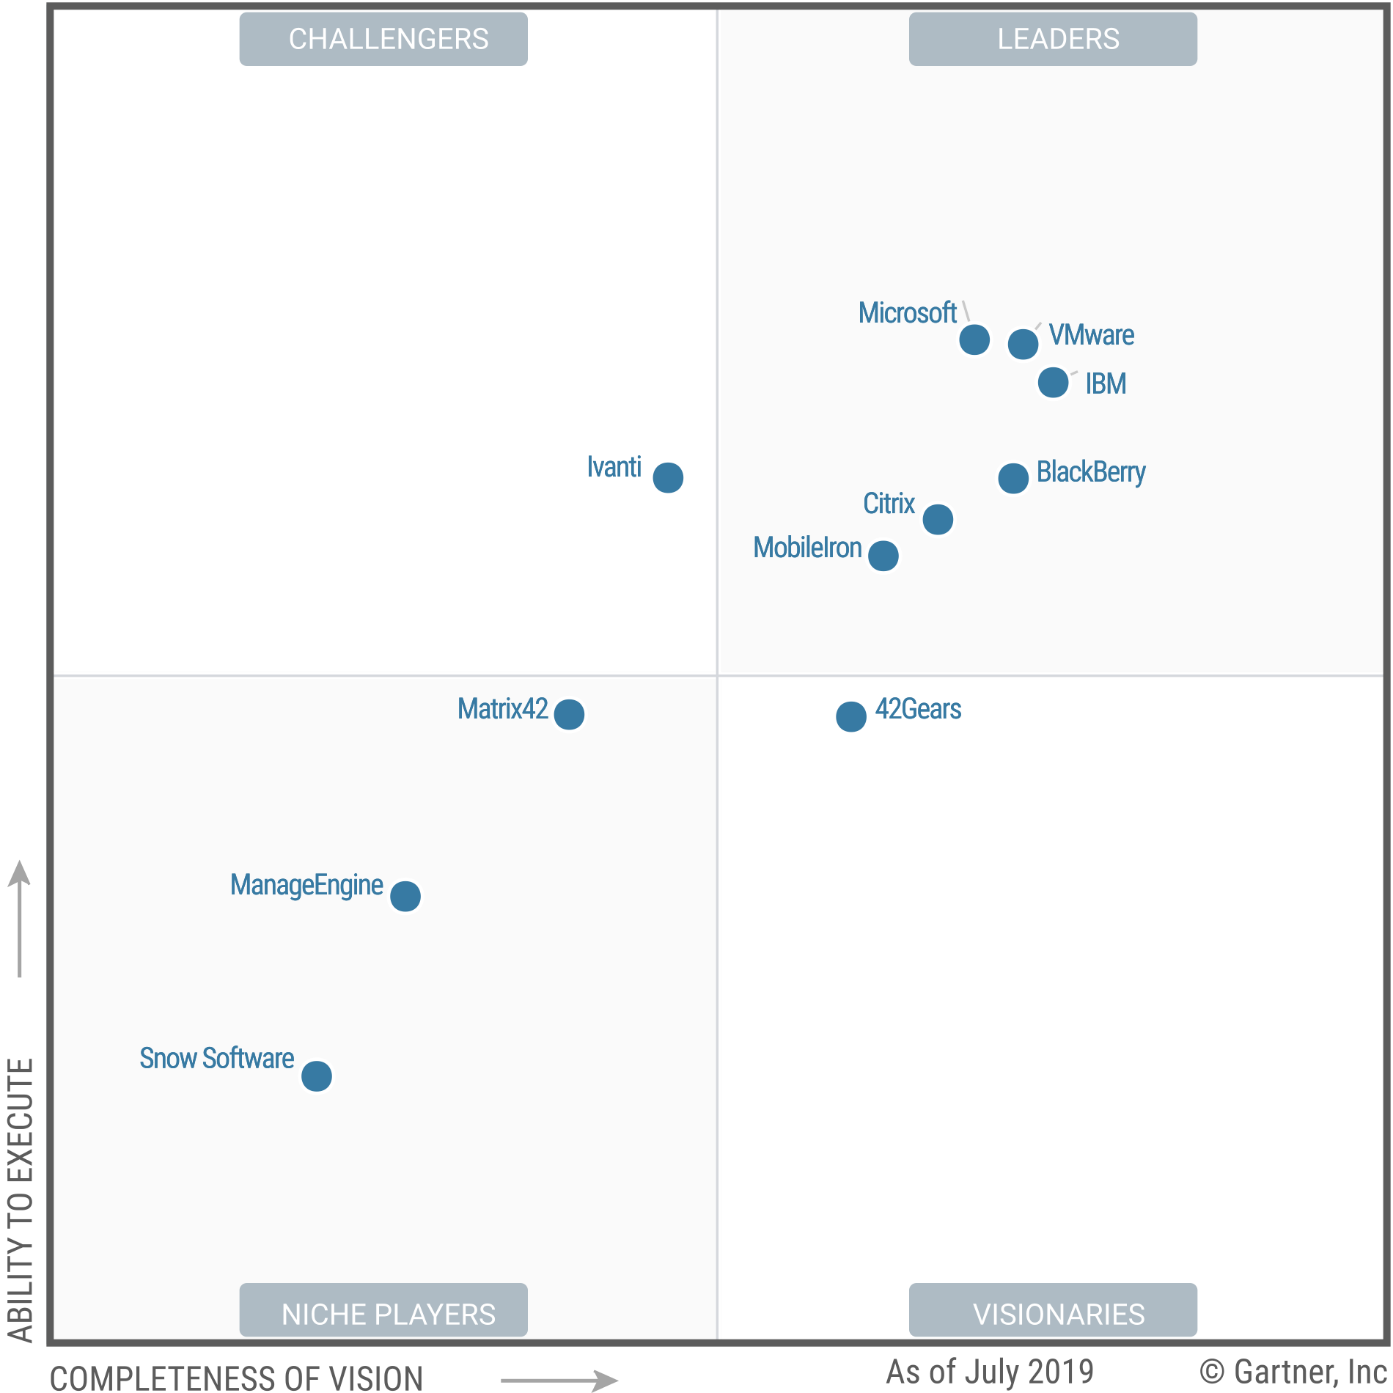 CHALLENGERS
LEADERS
Microsoft
VMware
IBM
Ivanti
BlackBerry
Citrix
MobileIron
Matrix42
42Gears
ManageEngine
Snow Software
ABILITY TO EXECUTE
NICHE PLAYERS
VISIONARIES
COMPLETENESS OF VISION
As of July 2019
© Gartner, Inc